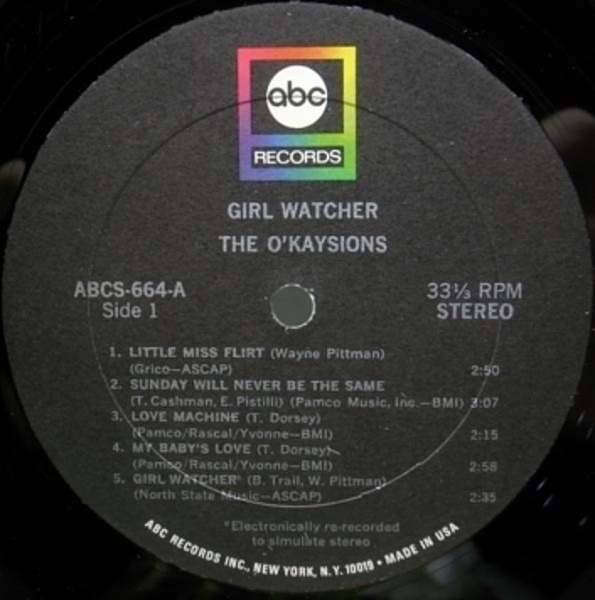 abc
RECORDS
GIRL WATCHER
THE O'KAYSIONS
ABCS-664-A
Side 1
33⅓ RPM
STEREO
1. LITTLE MISS FLIRT (Wayne Pittman)
(Grico—ASCAP) 2:50
2. SUNDAY WILL NEVER BE THE SAME
(T. Cashman, E. Pistilli) (Pamco Music, Inc.—BMI) 3:07
3. LOVE MACHINE (T. Dorsey)
(Pamco/Rascal/Yvonne—BMI) 2:15
4. MY BABY'S LOVE (T. Dorsey)
(Pamco/Rascal/Yvonne—BMI) 2:58
5. GIRL WATCHER* (B. Trail, W. Pittman)
(North State Music—ASCAP) 2:35
*Electronically re-recorded
to simulate stereo
ABC RECORDS INC., NEW YORK, N.Y. 10019 • MADE IN USA